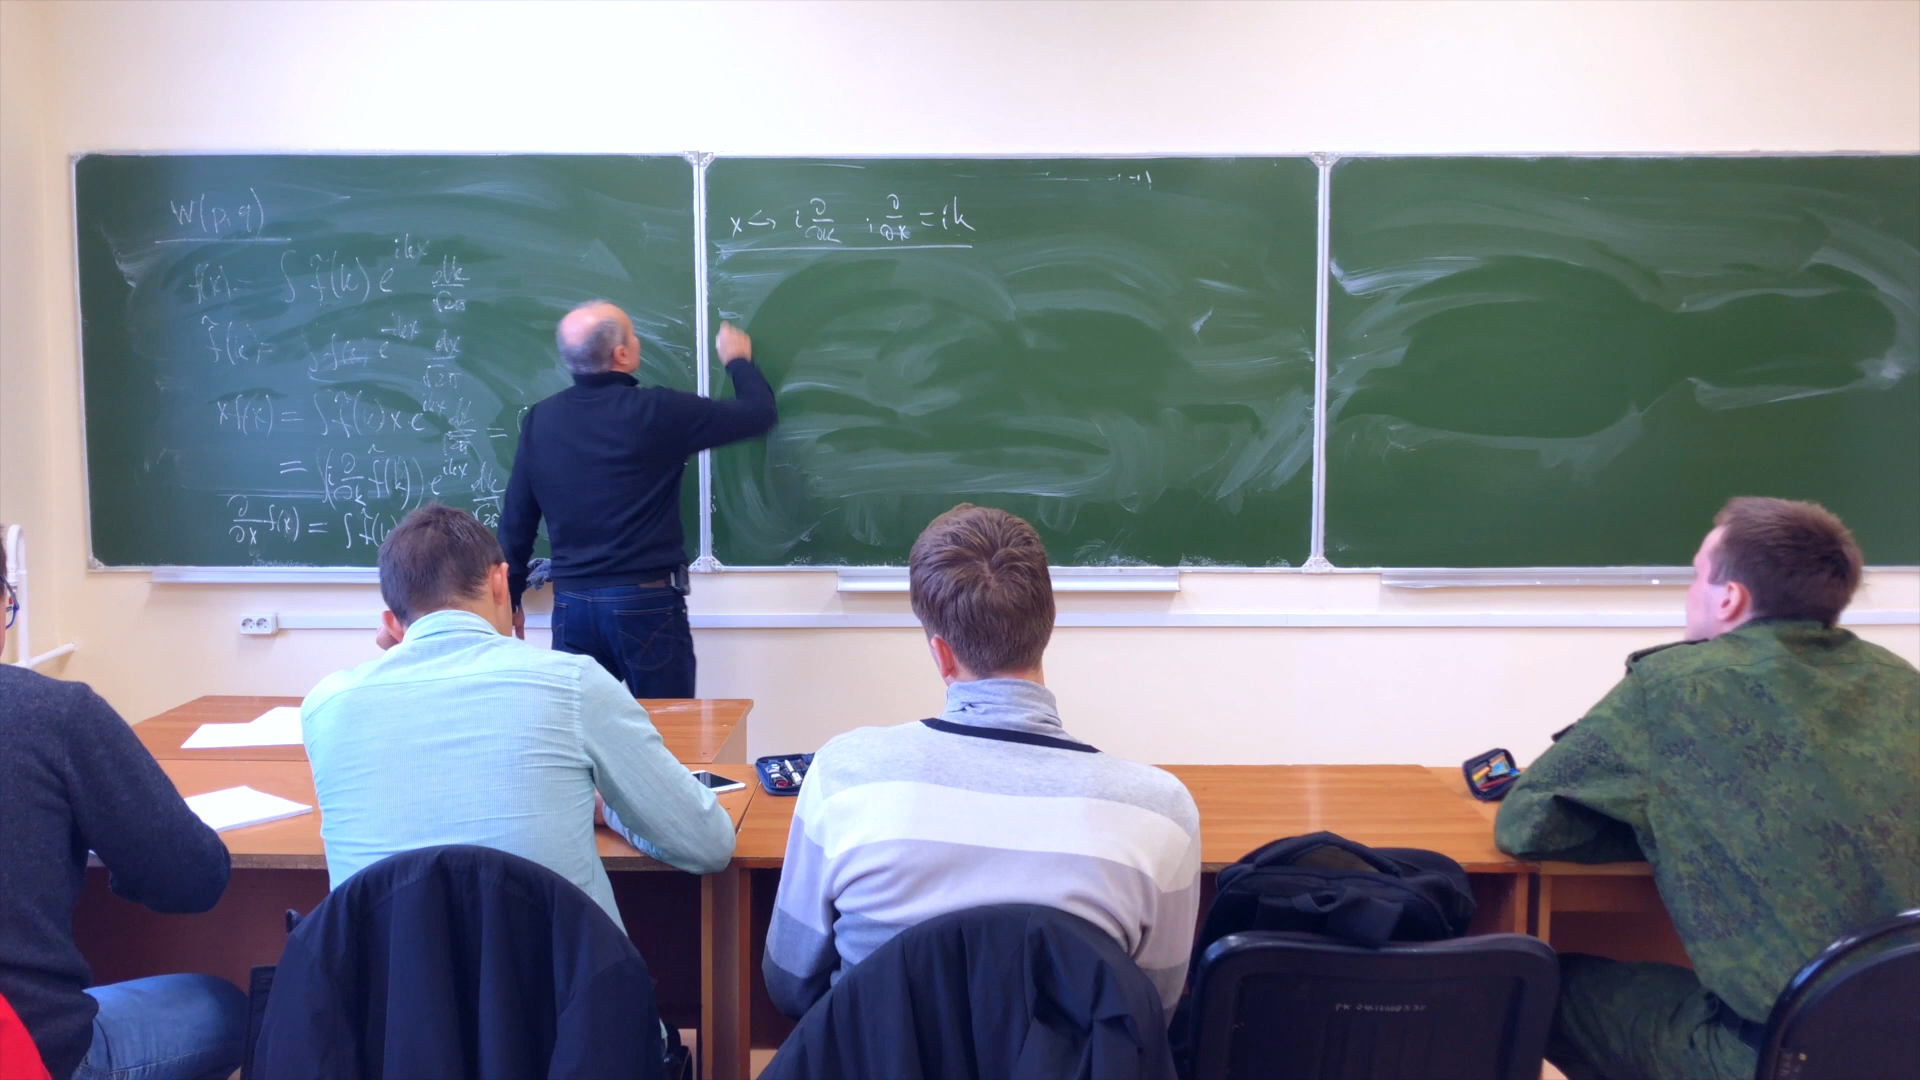 W(p,q)
f(x) = ∫ f̃(k) e^{ikx} dk/√2π
f̃(k) = ∫ f(x) e^{-ikx} dx/√2π
x f(x) = ∫ f̃(k) x e^{ikx} dk/√2π =
= (i ∂/∂k f̃(k)) e^{ikx} dk/√2π
∂/∂x f(x) = ∫ f̃(k)
x ↔ i ∂/∂k i ∂/∂x = ik